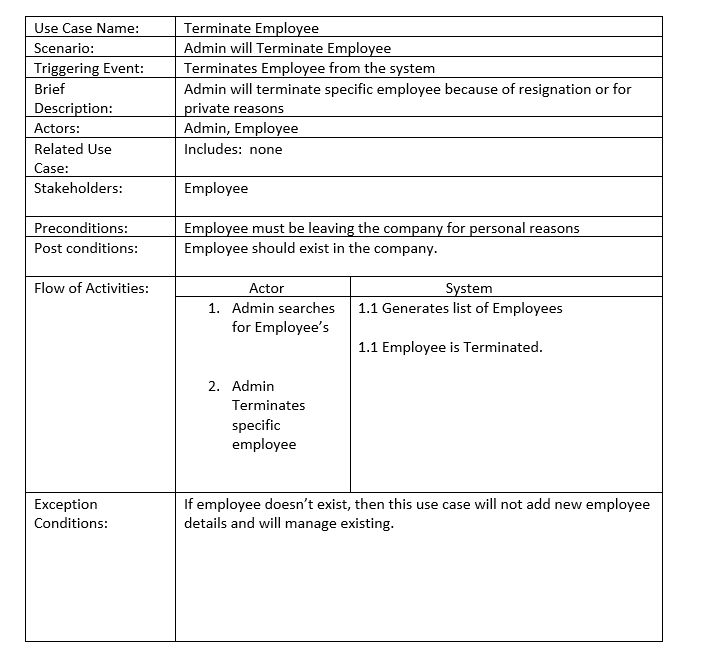 Use Case Name: Terminate Employee
Scenario: Admin will Terminate Employee
Triggering Event: Terminates Employee from the system
Brief
Description:
Admin will terminate specific employee because of resignation or for
private reasons
Actors: Admin, Employee
Related Use
Case:
Includes: none
Stakeholders: Employee
Preconditions: Employee must be leaving the company for personal reasons
Post conditions: Employee should exist in the company.
Flow of Activities:
Actor
System
1. Admin searches
for Employee’s
1.1 Generates list of Employees
1.1 Employee is Terminated.
2. Admin
Terminates
specific
employee
Exception
Conditions:
If employee doesn’t exist, then this use case will not add new employee
details and will manage existing.